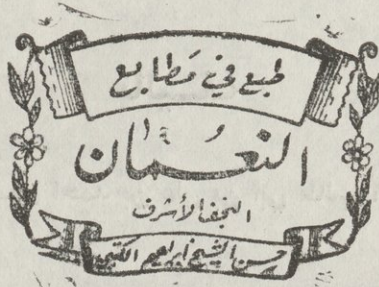 طبع في مطابع
النعمان
النجف الأشرف
حسن الشيخ ابراهيم الكتبي